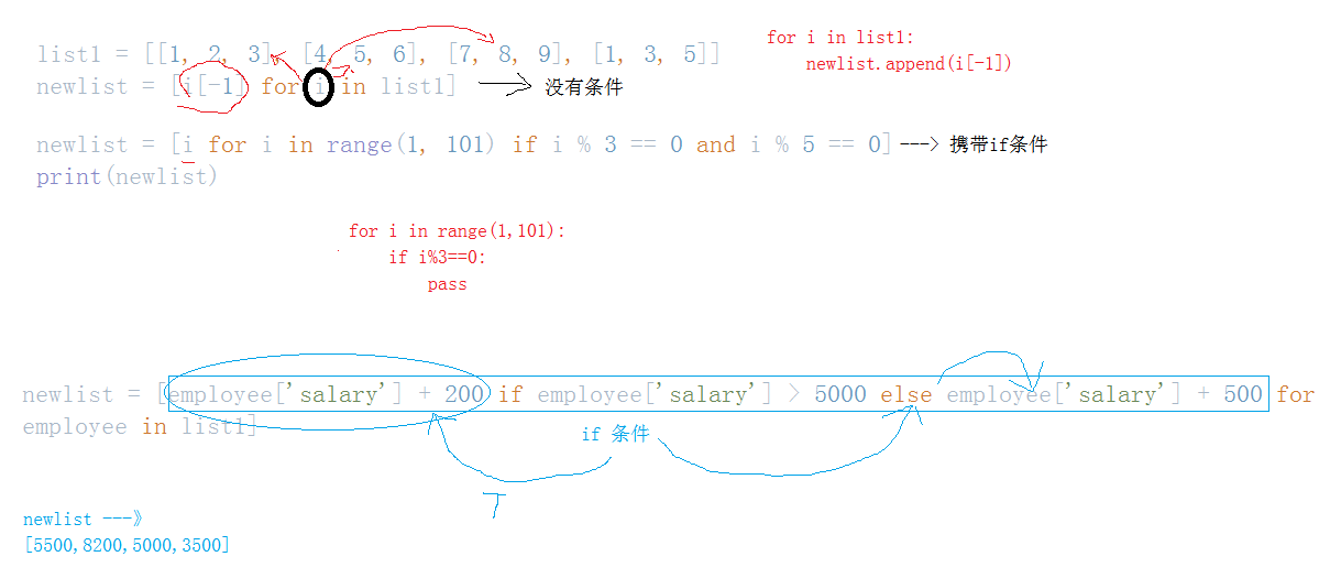 list1 = [[1, 2, 3], [4, 5, 6], [7, 8, 9], [1, 3, 5]]
for i in list1:
newlist.append(i[-1])
newlist = [i[-1] for i in list1]
没有条件
newlist = [i for i in range(1, 101) if i % 3 == 0 and i % 5 == 0] ---> 携带if条件
print(newlist)
for i in range(1,101):
if i%3==0:
pass
newlist = [employee['salary'] + 200 if employee['salary'] > 5000 else employee['salary'] + 500 for
employee in list1]
if 条件
T
newlist ---》
[5500,8200,5000,3500]